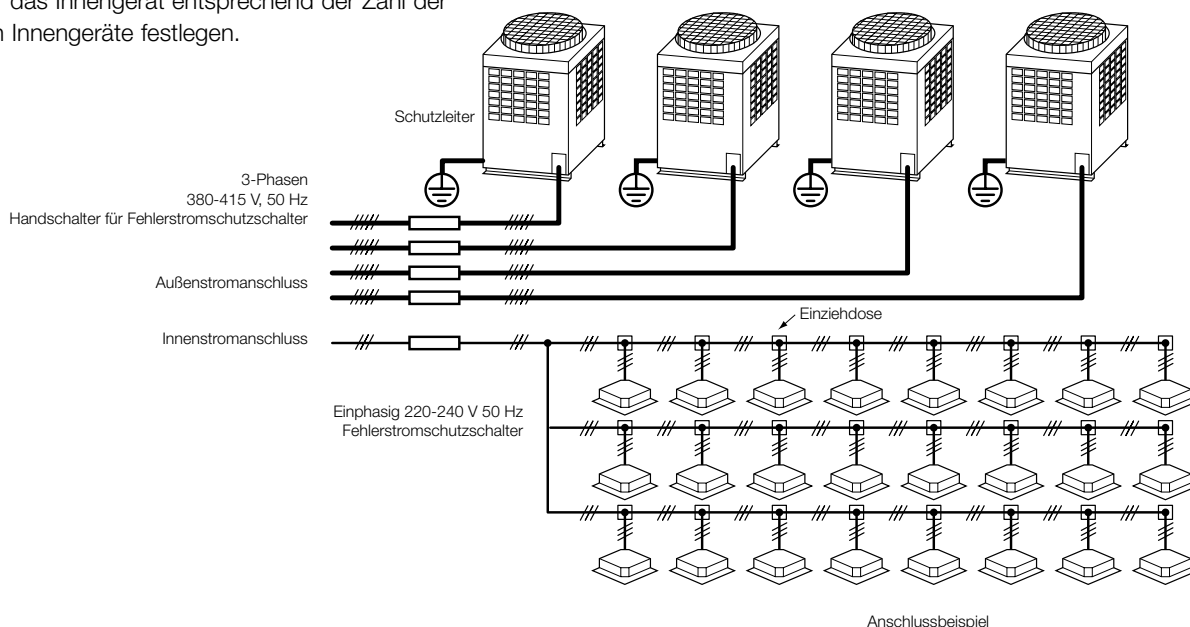 das Innengerät entsprechend der Zahl der
Innengeräte festlegen.
Schutzleiter
3-Phasen
380-415 V, 50 Hz
Handschalter für Fehlerstromschutzschalter
Außenstromanschluss
Innenstromanschluss
Einziehdose
Einphasig 220-240 V 50 Hz
Fehlerstromschutzschalter
Anschlussbeispiel